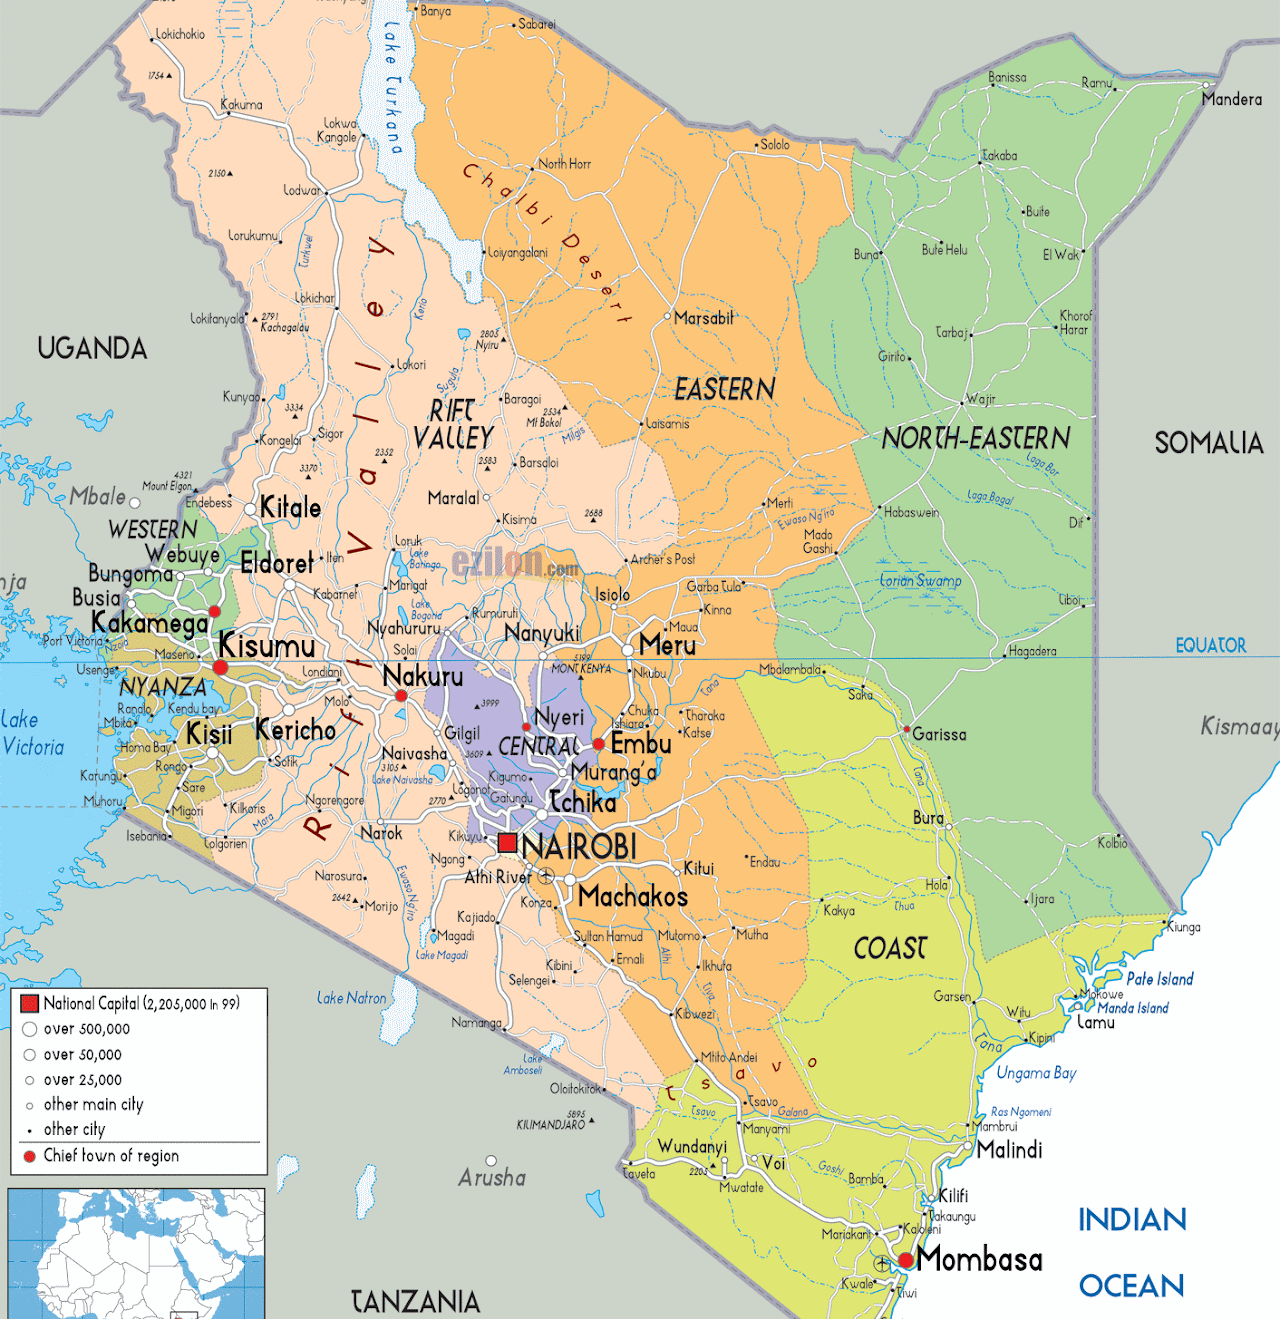 Banya
Sabarei
Lokichokio
1754
Kakuma
Lokwa
Kangole
Lake Turkana
Banissa
Ramu
Mandera
Sololo
Takaba
North Horr
2150
Lodwar
Chalbi Desert
Buite
Lorukumu
Turkwel
Loiyangalani
Buna
Bute Helu
El Wak
Lokichar
Kerio
Lokitanyala
2791
Kachagalau
Marsabit
Khorof
Harar
Tarbaj
2805
Nyiru
UGANDA
Girito
Lokori
Suguta
EASTERN
Kunyao
3334
RIFT
VALLEY
Baragoi
2534
Mt Bokol
Wajir
Laisamis
Milgis
Kongelai
Sigor
NORTH-EASTERN
SOMALIA
2352
2583
Barsaloi
Laga Bor
3370
4321
Mount Elgon
Mbale
Endebess
Kitale
Maralal
Laga Bogal
Merti
Kisima
2688
Ewaso Ng'iro
Habaswein
Dif
WESTERN
Mado
Gashi
Webuye
Eldoret
Iten
Loruk
Lake
Baringo
ezilon.com
Archer's Post
Bungoma
Busia
Kabarnet
Marigat
Isiolo
Garba Tula
Lorian Swamp
Liboi
Kakamega
Lake
Bogoria
Rumuruti
Kinna
Port Victoria
Nzoia
Kisumu
Nyahururu
Nanyuki
Maua
Meru
EQUATOR
Maseno
Solai
5199
MONT KENYA
Hagadera
Usenge
Londiani
Nakuru
Nkubu
Mbalambala
NYANZA
Molo
Tana
Saka
Lake
Victoria
Ranalo
Kendu bay
Mbita
Kericho
3999
Nyeri
Chuka
Ishiara
Tharaka
Katse
Garissa
Kismaay
Kisii
Gilgil
CENTRAL
Embu
Homa Bay
Sotik
Naivasha
3609
Rongo
3105
Lake Naivasha
Kigumo
Murang'a
Karungu
Sare
Longonot
Tana
Muhoru
Migori
Kilkoris
Ngorengore
2770
Gatundu
Tchika
Bura
Isebania
Lolgorien
Mara
Narok
Kikuyu
NAIROBI
Kolbio
Ngong
Narosura
Athi River
Endau
Kitui
Hola
Ewaso Ng'iro
2642
Morijo
Konza
Machakos
Ijara
Kajiado
Kakya
Thua
Magadi
Sultan Hamud
Mutomo
Mutha
Kiunga
Lake Magadi
Kibini
Emali
Athi
COAST
Selengei
Ikhuta
Tiva
Pate Island
Lake Natron
Garsen
Mokowe
Manda Island
Namanga
Kibwezi
Witu
Lamu
Kipini
Tana
Lake
Amboseli
Mtito Andei
Tsavo
Ungama Bay
Oloitokitok
Tsavo
Tsavo
Galana
Ras Ngomeni
5895
KILIMANDJARO
Manyami
Mambrui
Wundanyi
Malindi
Arusha
Taveta
2205
Voi
Goshi
Mwatate
Bamba
Kilifi
Takaungu
INDIAN
OCEAN
Mariakani
Kaloleni
Mombasa
Kwale
Tiwi
TANZANIA
Rift Valley
National Capital (2,205,000 In 99)
over 500,000
over 50,000
over 25,000
other main city
other city
Chief town of region